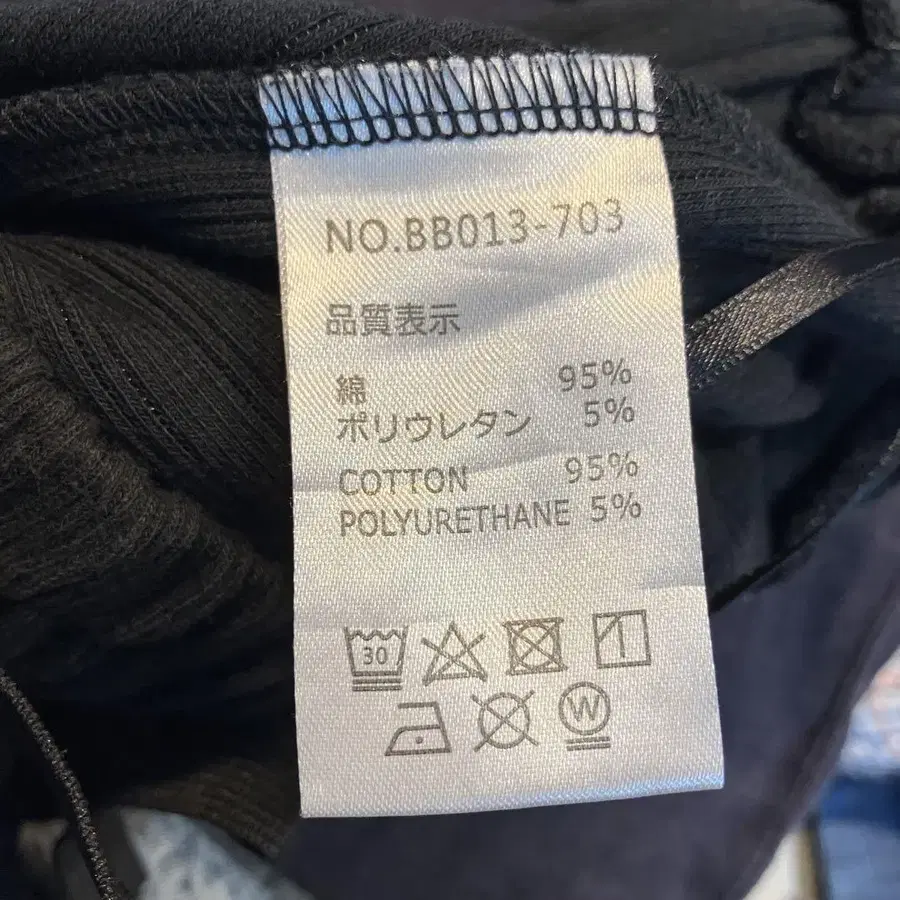 NO.BB013-703
品質表示
綿 95%
ポリウレタン 5%
COTTON 95%
POLYURETHANE 5%
30
W